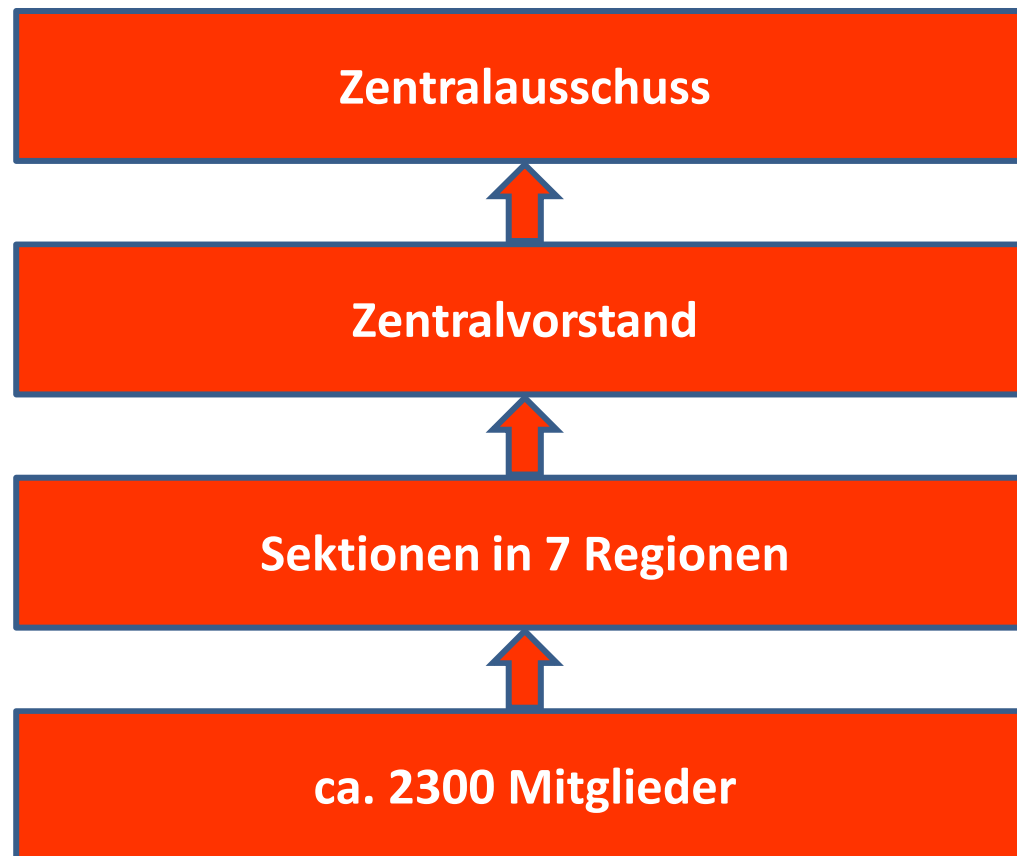 Zentralausschuss
Zentralvorstand
Sektionen in 7 Regionen
ca. 2300 Mitglieder